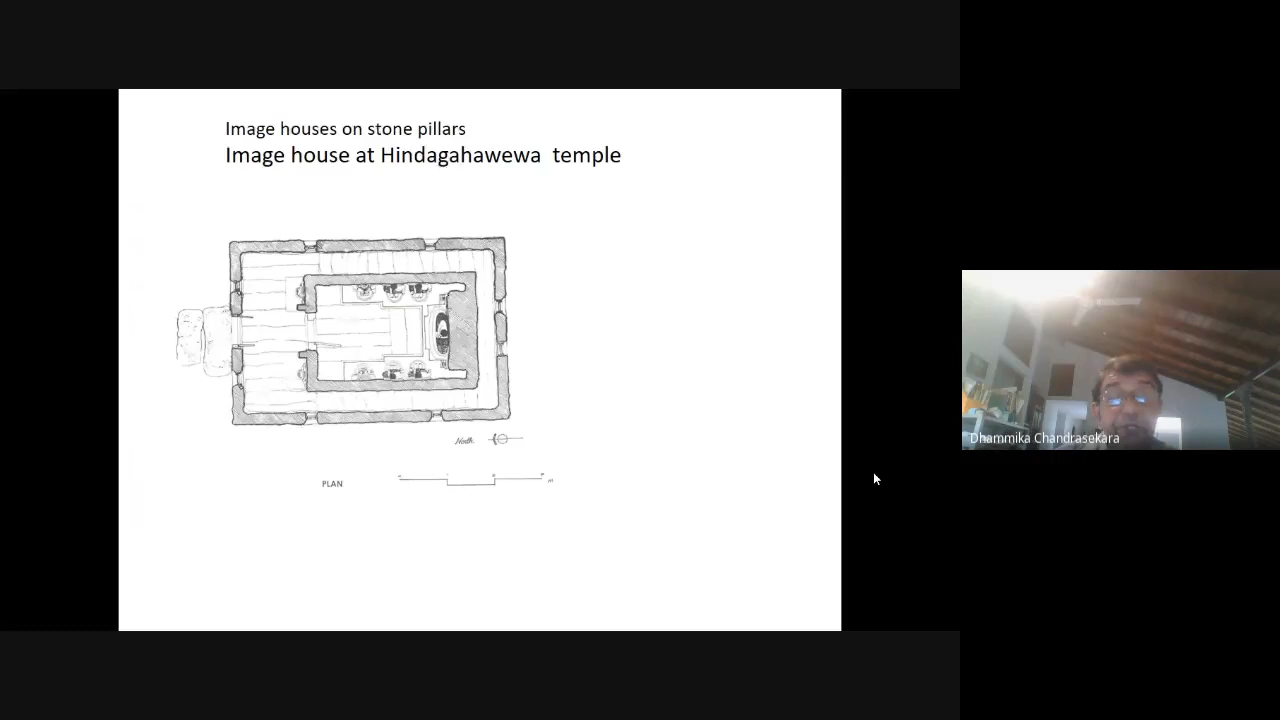 Image houses on stone pillars
Image house at Hindagahawewa temple
North
PLAN
Dhammika Chandrasekara